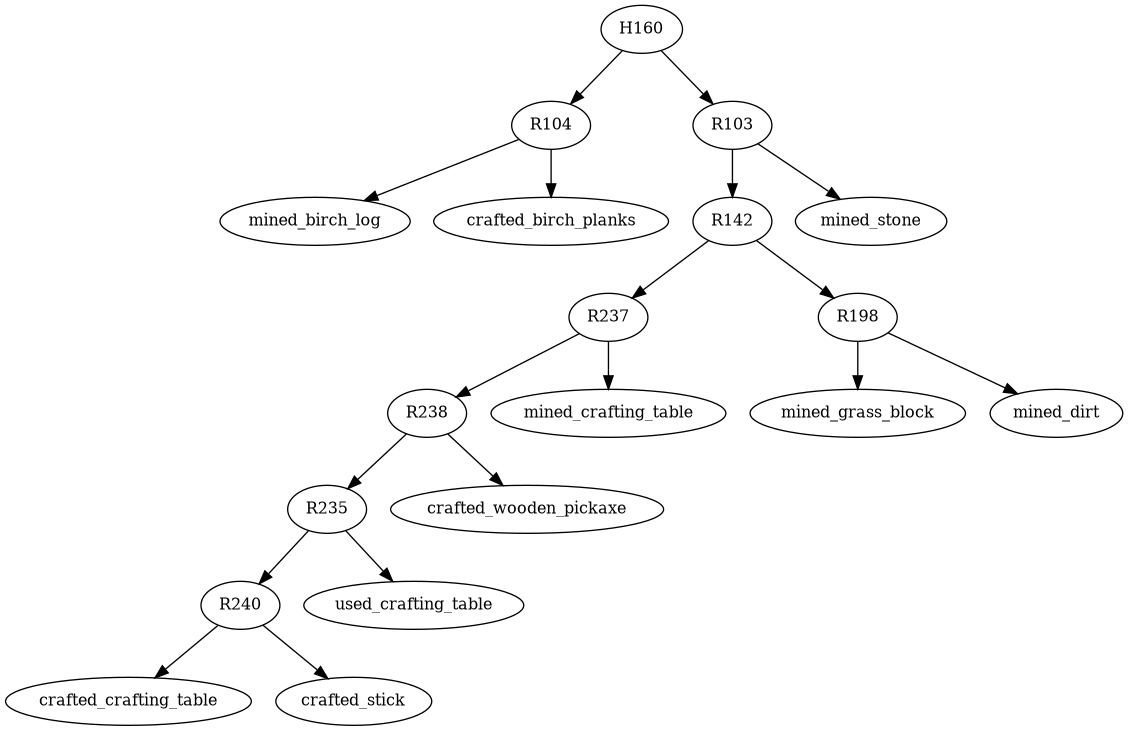 H160
R104
R103
mined_birch_log
crafted_birch_planks
R142
mined_stone
R237
R198
R238
mined_crafting_table
mined_grass_block
mined_dirt
R235
crafted_wooden_pickaxe
R240
used_crafting_table
crafted_crafting_table
crafted_stick